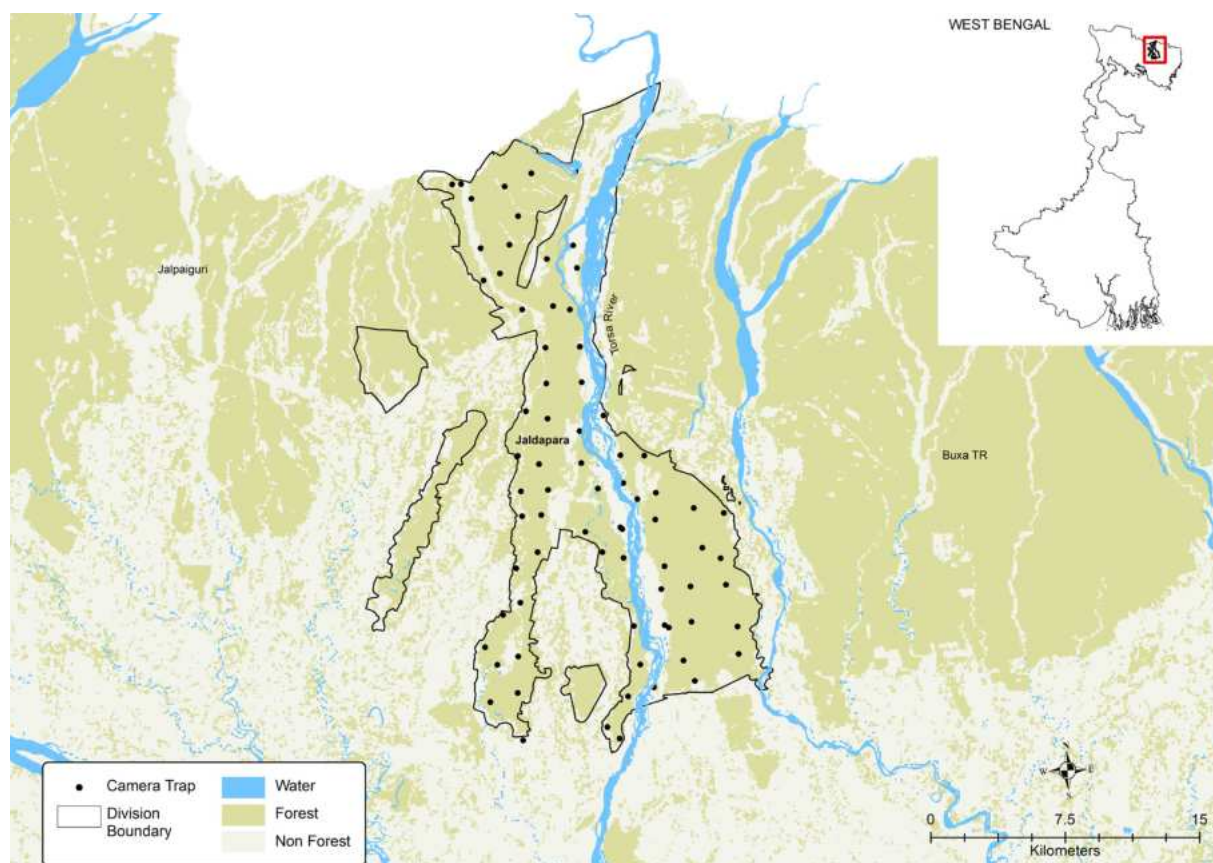 WEST BENGAL
Jalpaiguri
Torsa River
Jaldapara
Buxa TR
Camera Trap
Division
Boundary
Water
Forest
Non Forest
N
W
E
S
0
7.5
15
Kilometers